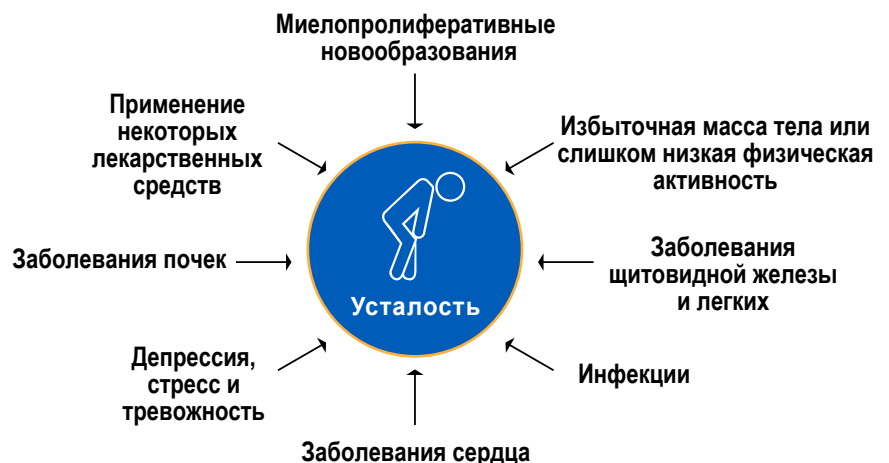 Миелопролиферативные
новообразования
Применение
некоторых
лекарственных
средств
Избыточная масса тела или
слишком низкая физическая
активность
Заболевания почек
Заболевания
щитовидной железы
и легких
Усталость
Депрессия,
стресс и
тревожность
Инфекции
Заболевания сердца